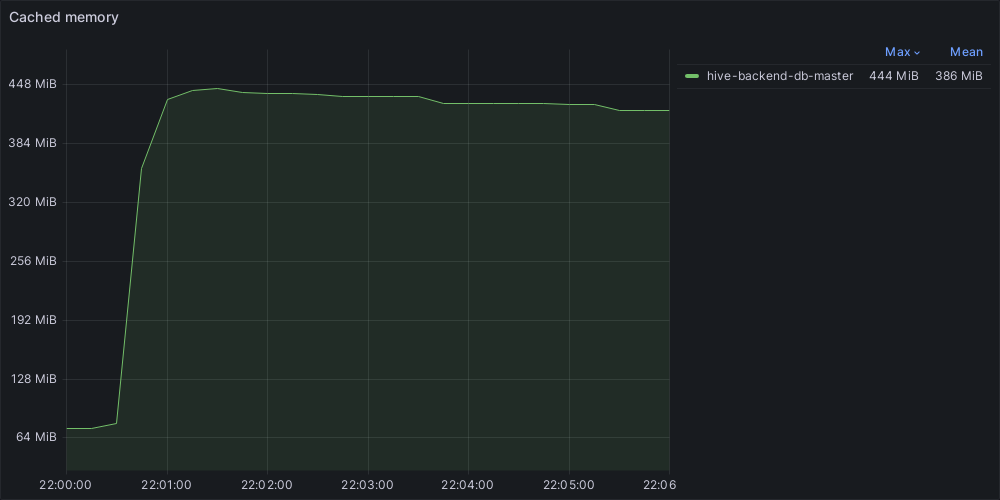 Cached memory
Max Mean
hive-backend-db-master 444 MiB 386 MiB
448 MiB
384 MiB
320 MiB
256 MiB
192 MiB
128 MiB
64 MiB
22:00:00 22:01:00 22:02:00 22:03:00 22:04:00 22:05:00 22:06